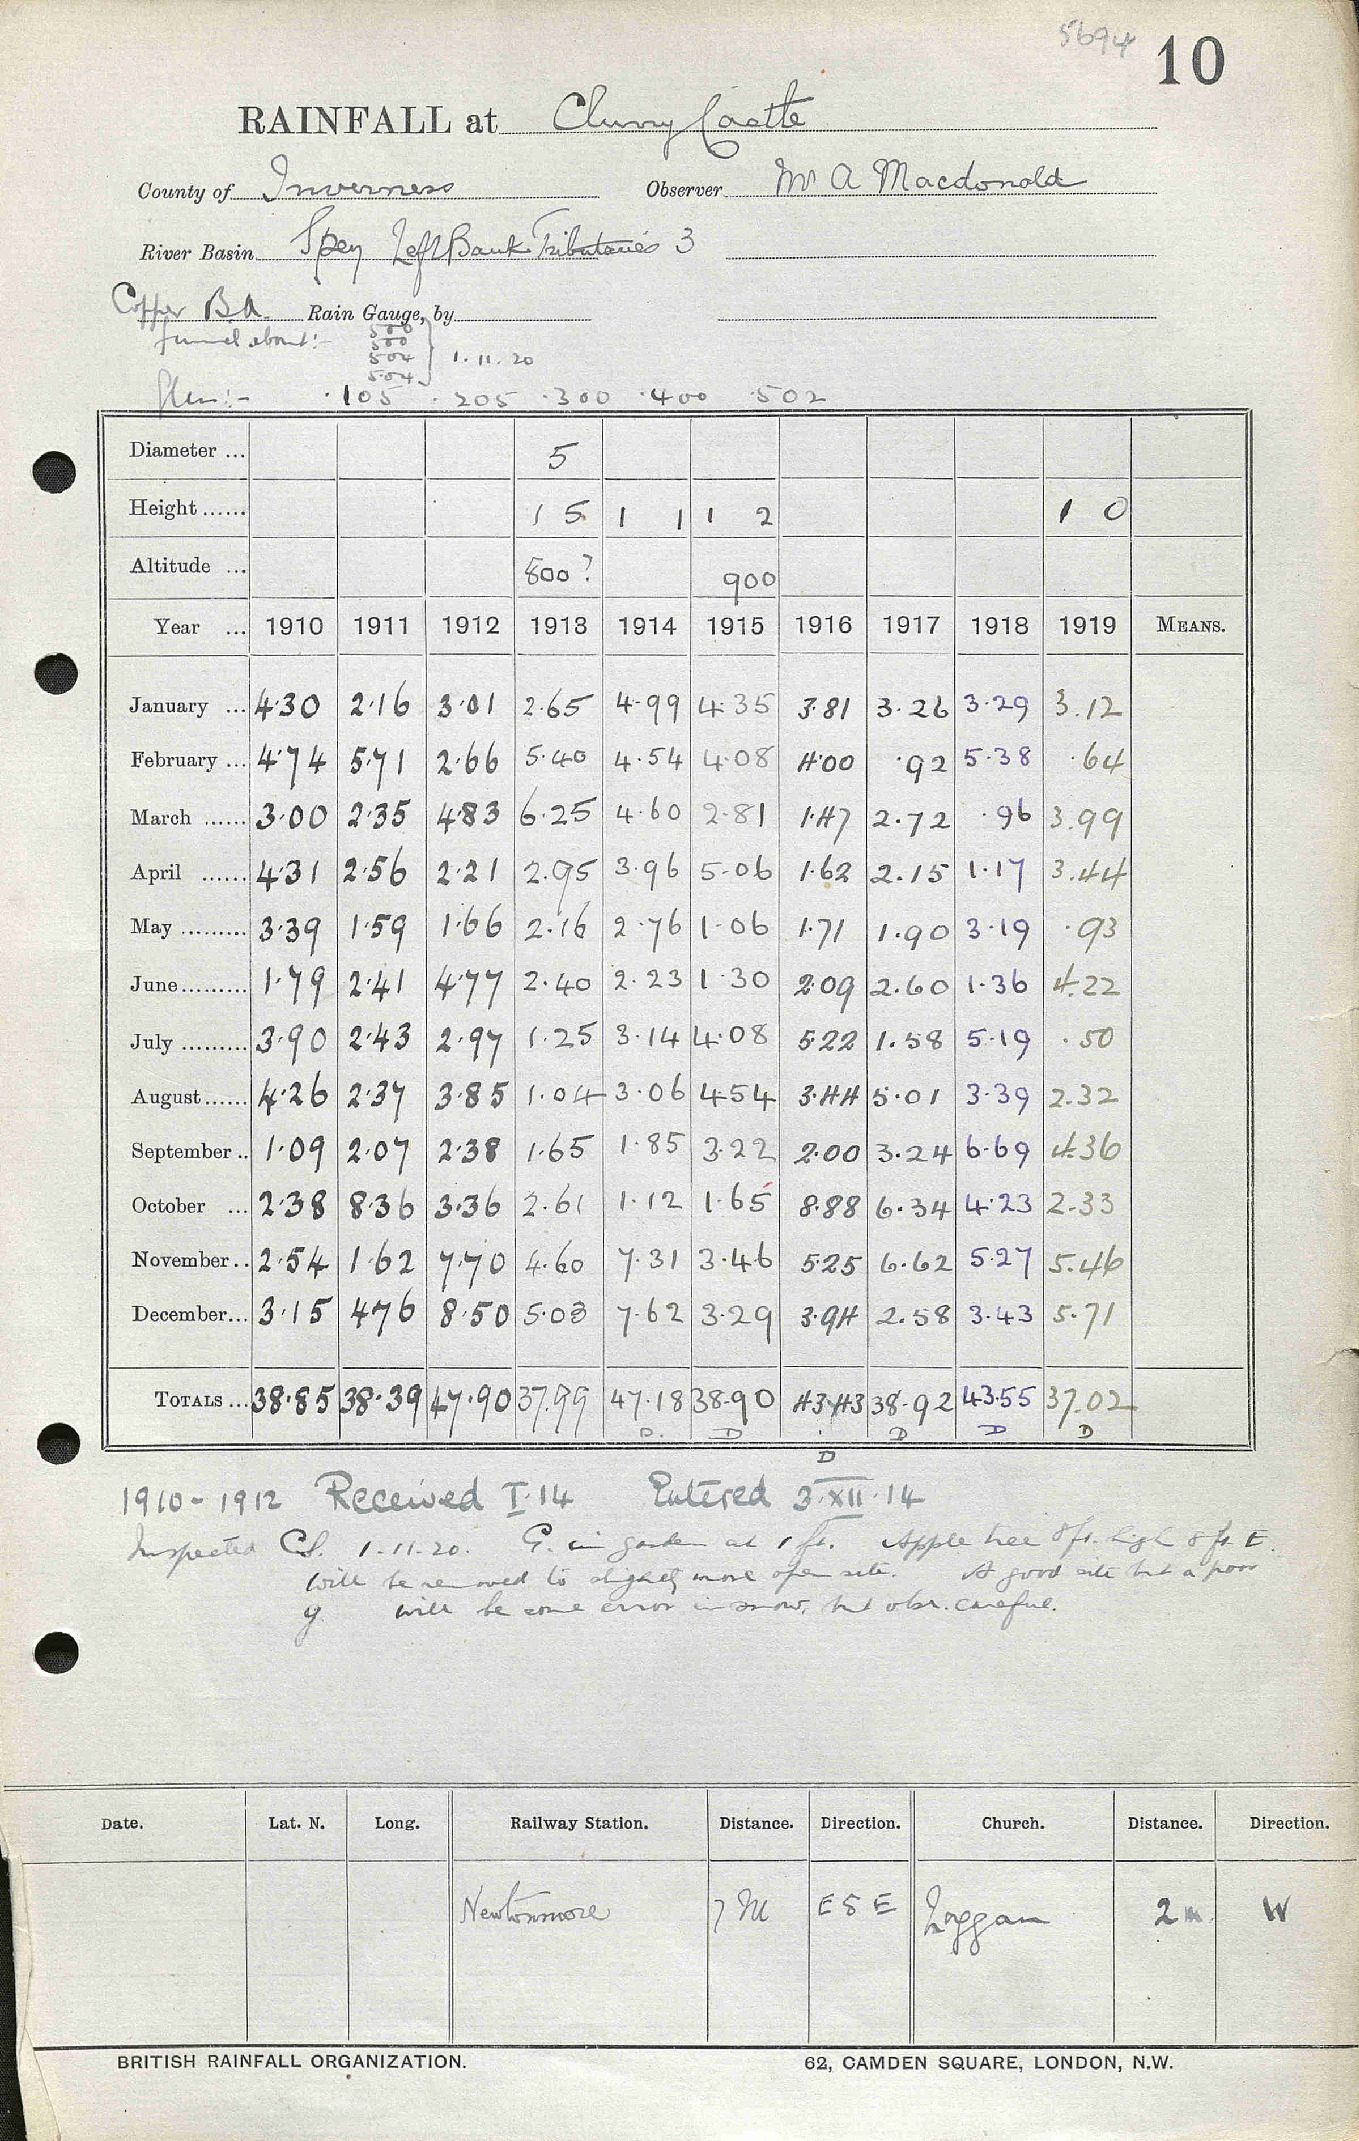 5694
10
RAINFALL at Cluny Castle
County of Inverness Observer Mr A Macdonald
River Basin Spey Left Bank Tributaries 3
Copper Rain Gauge, by
funnel about:- 500
500
504 1.11.20
504
.105 .205 .300 .400 .502
Diameter ... 5
Height ...... 1 5 1 1 1 2 1 0
Altitude ... 800? 900
Year ... 1910 1911 1912 1913 1914 1915 1916 1917 1918 1919 MEANS.
January ... 4.30 2.16 3.01 2.65 4.99 4.35 3.81 3.26 3.29 3.12
February ... 4.74 5.71 2.66 5.40 4.54 4.08 4.00 .92 5.38 .64
March ...... 3.00 2.35 4.83 6.25 4.60 2.81 1.47 2.72 .96 3.99
April ...... 4.31 2.56 2.21 2.95 3.96 5.06 1.62 2.15 1.17 3.44
May ......... 3.39 1.59 1.66 2.16 2.76 1.06 1.71 1.90 3.19 .93
June......... 1.79 2.41 4.77 2.40 2.23 1.30 2.09 2.60 1.36 4.22
July ......... 3.90 2.43 2.97 1.25 3.14 4.08 5.22 1.58 5.19 .50
August...... 4.26 2.37 3.85 1.04 3.06 4.54 3.44 5.01 3.39 2.32
September.. 1.09 2.07 2.38 1.65 1.85 3.22 2.00 3.24 6.69 4.36
October ... 2.38 8.36 3.36 2.61 1.12 1.65 8.88 6.34 4.23 2.33
November.. 2.54 1.62 7.70 4.60 7.31 3.46 5.25 6.62 5.27 5.46
December... 3.15 4.76 8.50 5.03 7.62 3.29 3.94 2.58 3.43 5.71
TOTALS ... 38.85 38.39 47.90 37.99 47.18 38.90 43.43 38.92 43.55 37.02
D. D D D D D
1910-1912 Received I.14 Entered 3.XII.14
Inspected C.S. 1.11.20. G. in garden at 1 ft. Apple tree 8 ft. high 8 ft. E.
will be removed to slightly more open site. A good site but a poor
g. will be some error in snow, but obsr. careful.
Date. Lat. N. Long. Railway Station. Distance. Direction. Church. Distance. Direction.
Newtonmore 7 M E S E Laggan 2 m W
BRITISH RAINFALL ORGANIZATION. 62, CAMDEN SQUARE, LONDON, N.W.